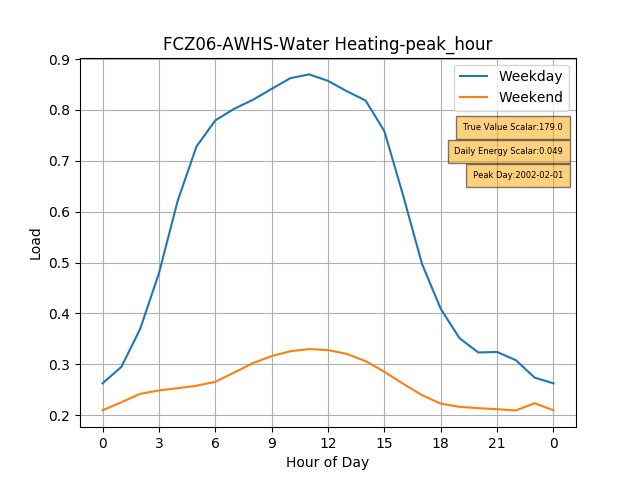 FCZ06-AWHS-Water Heating-peak_hour
0.9
0.8
0.7
0.6
0.5
0.4
0.3
0.2
Load
Weekday
Weekend
True Value Scalar:179.0
Daily Energy Scalar:0.049
Peak Day:2002-02-01
0 3 6 9 12 15 18 21 0
Hour of Day